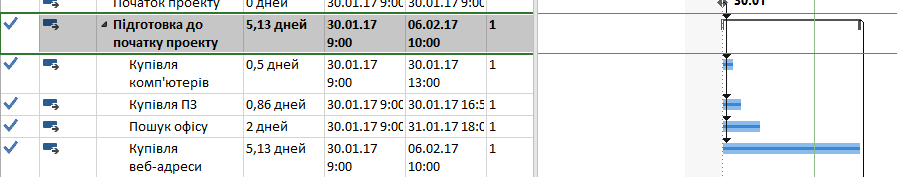 Початок проекту 0 дней 30.01.17 9:00 30.01.17 9:00 30.01
Підготовка до початку проекту 5,13 дней 30.01.17 9:00 06.02.17 10:00 1
Купівля комп'ютерів 0,5 дней 30.01.17 9:00 30.01.17 13:00 1
Купівля ПЗ 0,86 дней 30.01.17 9:00 30.01.17 16:5 1
Пошук офісу 2 дней 30.01.17 9:00 31.01.17 18:0 1
Купівля веб-адреси 5,13 дней 30.01.17 9:00 06.02.17 10:00 1